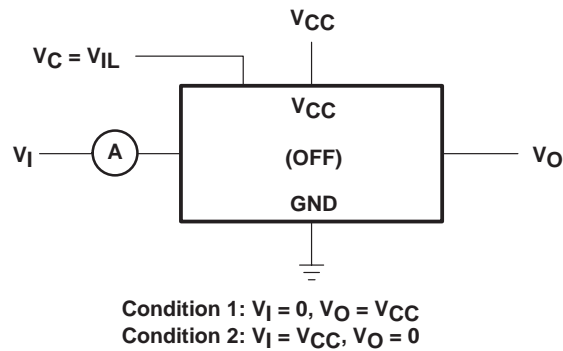 VCC
VC = VIL
VCC
VI
A
(OFF)
VO
GND
Condition 1: VI = 0, VO = VCC
Condition 2: VI = VCC, VO = 0